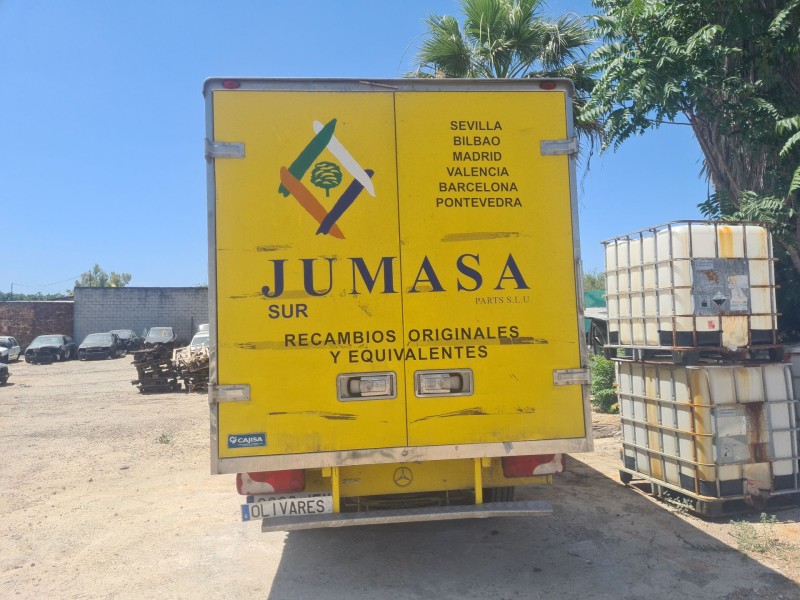 SEVILLA
BILBAO
MADRID
VALENCIA
BARCELONA
PONTEVEDRA
JUMASA
PARTS S.L.U.
SUR
RECAMBIOS ORIGINALES
Y EQUIVALENTES
CAJISA
OLIVARES